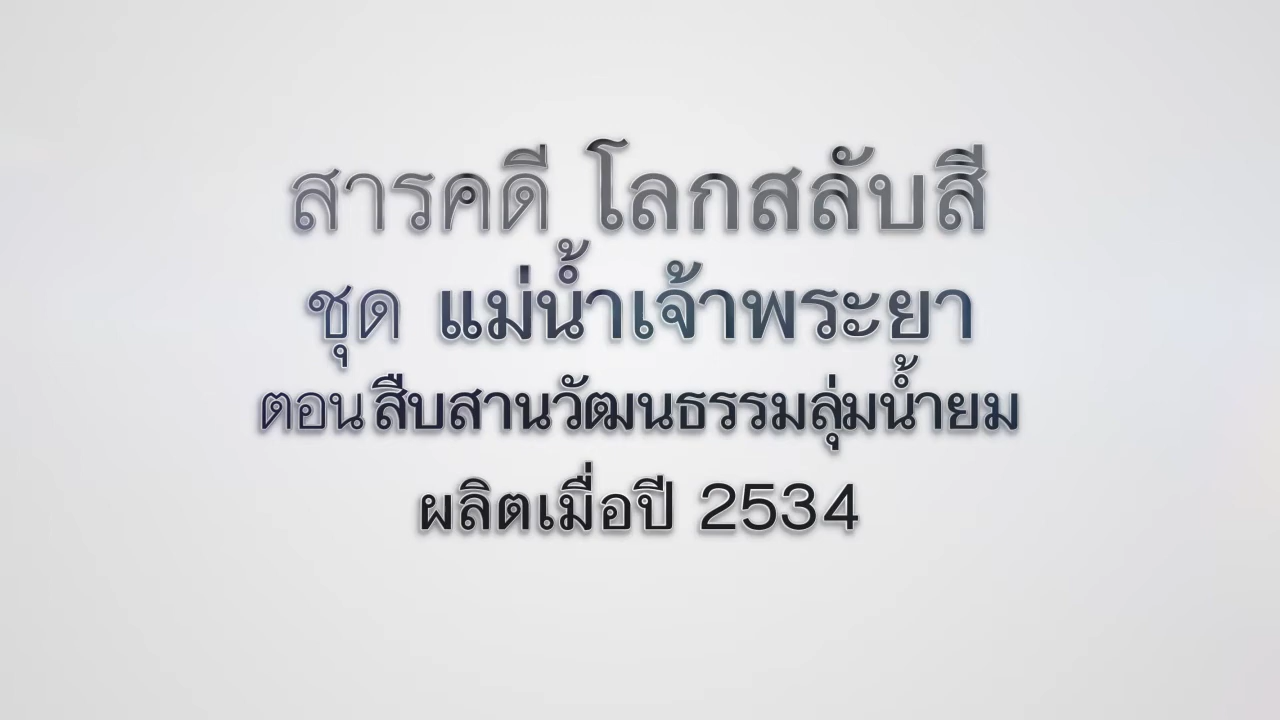 สารคดี โลกสลับสี
ชุด แม่น้ำเจ้าพระยา
ตอน สืบสานวัฒนธรรมลุ่มน้ำยม
ผลิตเมื่อปี 2534